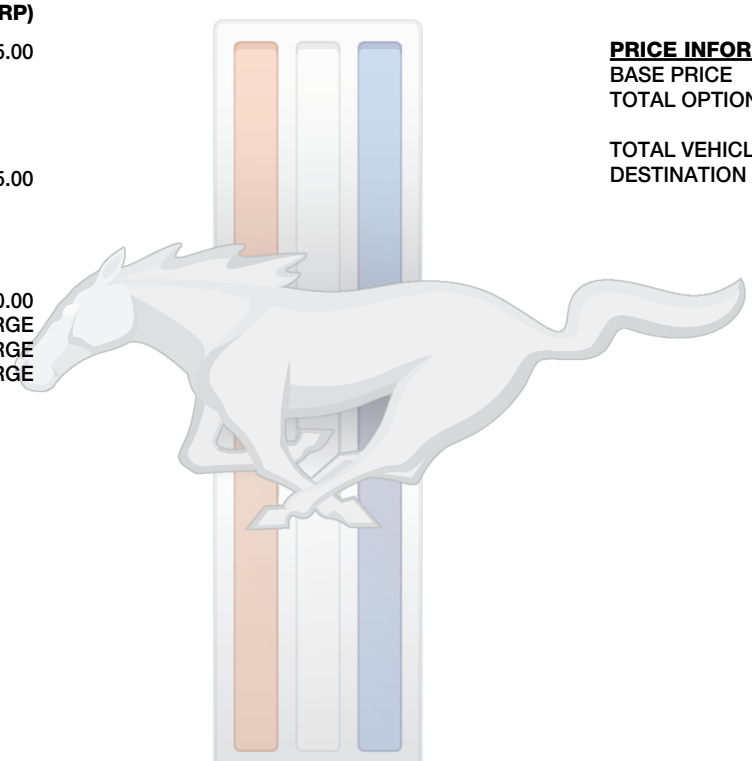 RP)
5.00
5.00
0.00
RGE
RGE
RGE
PRICE INFOR
BASE PRICE
TOTAL OPTION
TOTAL VEHICL
DESTINATION